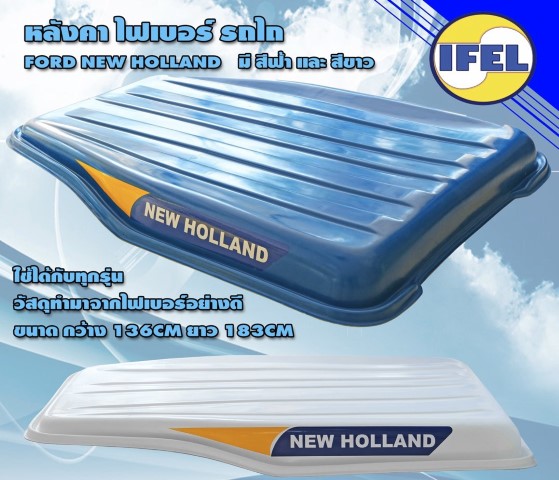 หลังคา ไฟเบอร์ รถไถ
FORD NEW HOLLAND มี สีฟ้า และ สีขาว
IFEL
NEW HOLLAND
ใช้ได้กับทุกรุ่น
วัสดุทำมาจากไฟเบอร์อย่างดี
ขนาด กว้าง 136CM ยาว 183CM
NEW HOLLAND